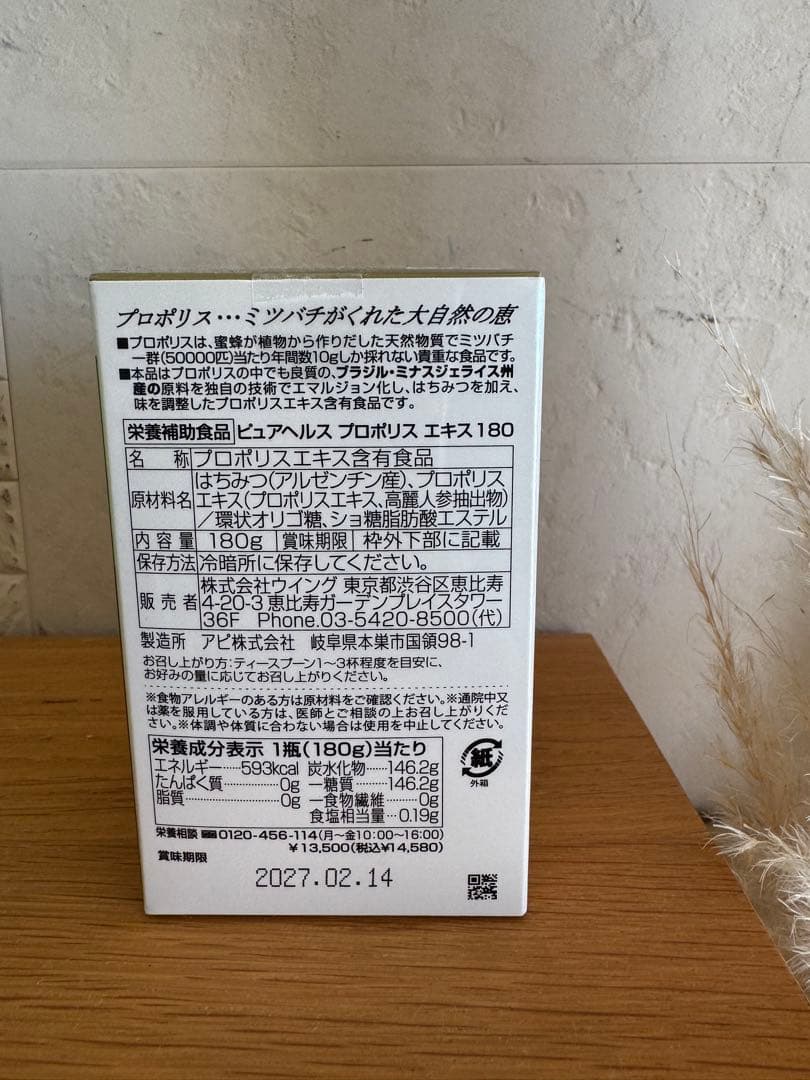 プロポリス…ミツバチがくれた大自然の恵
■プロポリスは、蜜蜂が植物から作りだした天然物質でミツバチ
一群(50000匹)当たり年間数10gしか採れない貴重な食品です。
■本品はプロポリスの中でも良質の、ブラジル・ミナスジェライス州
産の原料を独自の技術でエマルジョン化し、はちみつを加え、
味を調整したプロポリスエキス含有食品です。
栄養補助食品 ピュアヘルス プロポリス エキス180
名 称 プロポリスエキス含有食品
原材料名 はちみつ(アルゼンチン産)、プロポリス
エキス(プロポリスエキス、高麗人参抽出物)
/環状オリゴ糖、ショ糖脂肪酸エステル
内容量 180g 賞味期限 枠外下部に記載
保存方法 冷暗所に保存してください。
販売者 株式会社ウイング 東京都渋谷区恵比寿
4-20-3 恵比寿ガーデンプレイスタワー
36F Phone.03-5420-8500(代)
製造所 アピ株式会社 岐阜県本巣市国領98-1
お召し上がり方:ティースプーン1〜3杯程度を目安に、
お好みの量に応じてお召し上がりください。
※食物アレルギーのある方は原材料をご確認ください。※通院中又
は薬を服用している方は、医師とご相談の上お召し上がりくだ
さい。※体調や体質に合わない場合は使用を中止してください。
栄養成分表示 1瓶(180g)当たり
エネルギー……593kcal 炭水化物……146.2g
たんぱく質……………0g ー糖質…………146.2g
脂質……………………0g ー食物繊維………0g
食塩相当量…0.19g
紙
外箱
栄養相談 0120-456-114(月〜金10:00〜16:00)
¥13,500(税込¥14,580)
賞味期限
2027.02.14